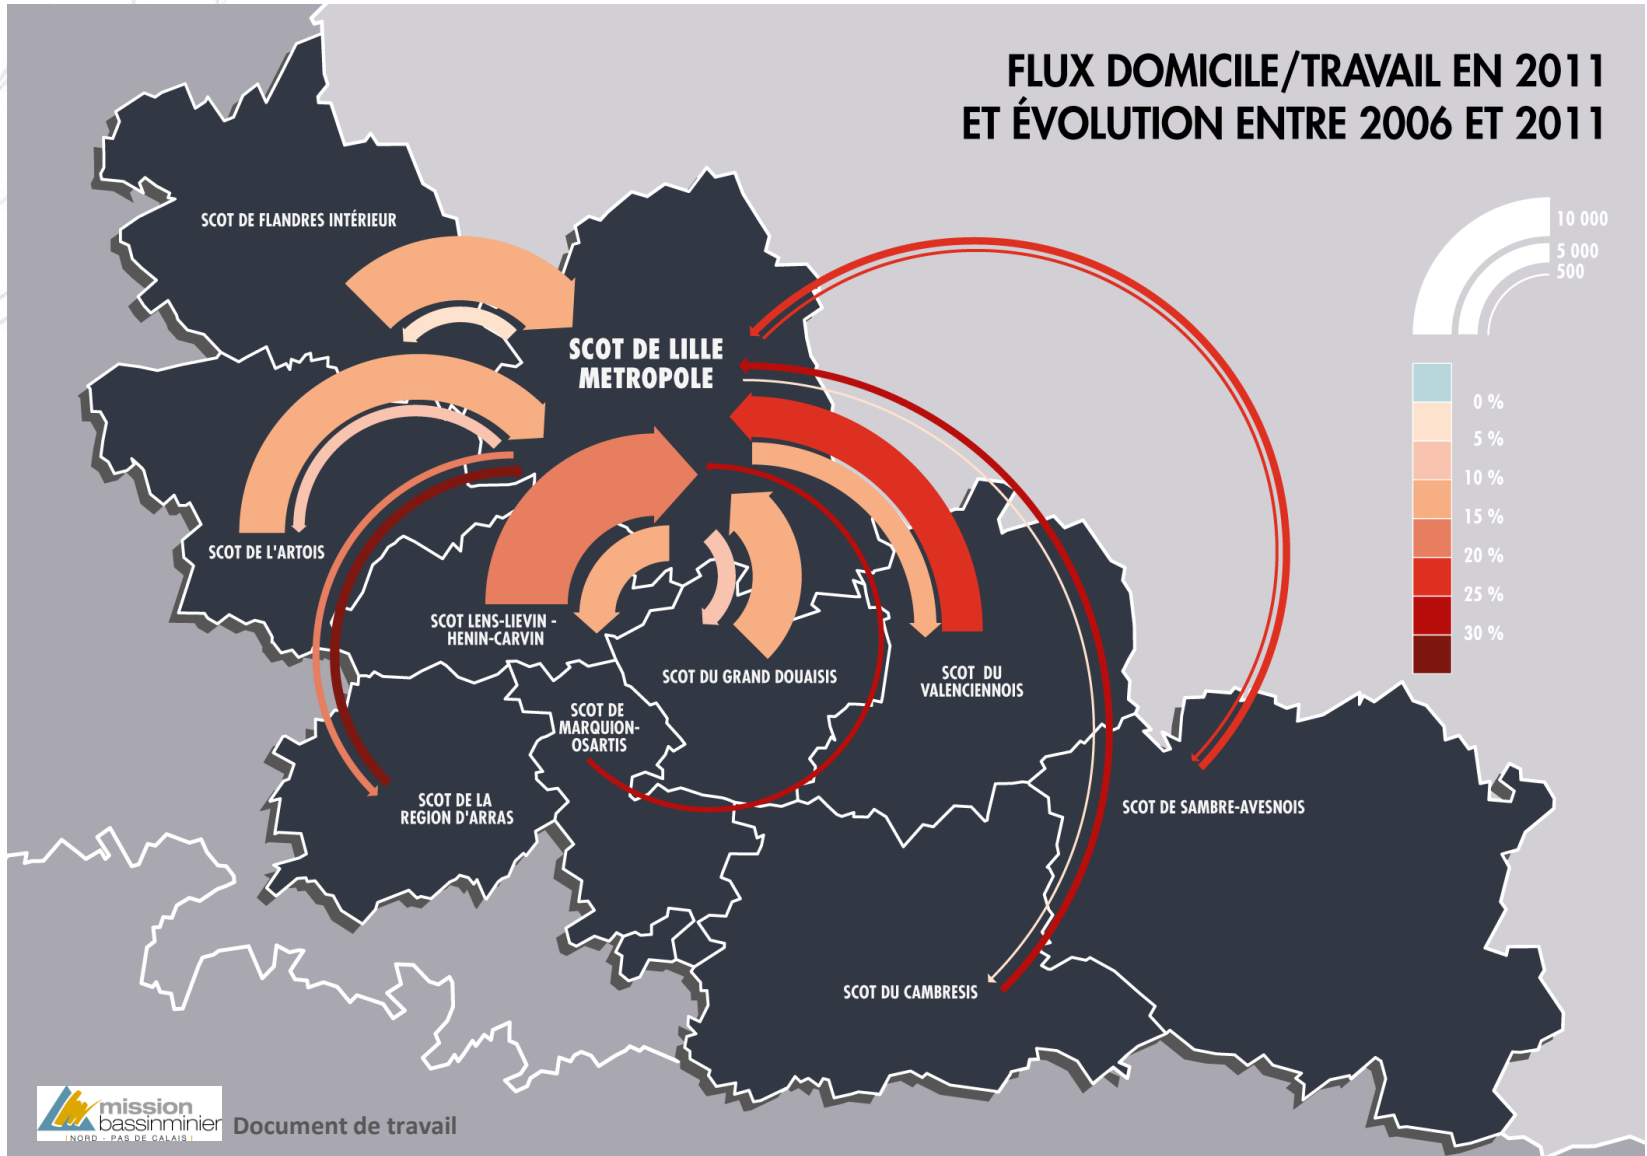 FLUX DOMICILE/TRAVAIL EN 2011
ET ÉVOLUTION ENTRE 2006 ET 2011
SCOT DE FLANDRES INTÉRIEUR
10 000
5 000
500
SCOT DE LILLE
METROPOLE
0 %
5 %
10 %
15 %
20 %
25 %
30 %
SCOT DE L'ARTOIS
SCOT LENS-LIEVIN -
HENIN-CARVIN
SCOT DU GRAND DOUAISIS
SCOT DU
VALENCIENNOIS
SCOT DE
MARQUION-
OSARTIS
SCOT DE LA
REGION D'ARRAS
SCOT DE SAMBRE-AVESNOIS
SCOT DU CAMBRESIS
mission
bassinminier
NORD - PAS DE CALAIS
Document de travail